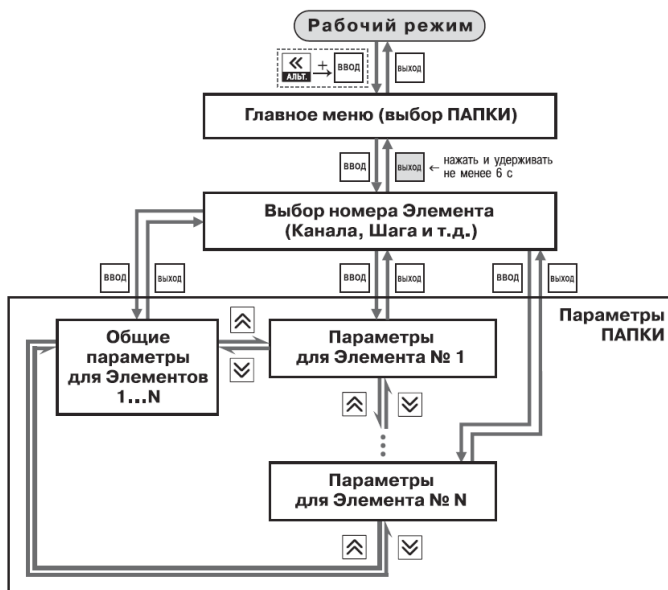 Рабочий режим
«
АЛЬТ.
+
ВВОД
ВЫХОД
Главное меню (выбор ПАПКИ)
ВВОД
ВЫХОД
← нажать и удерживать
не менее 6 с
Выбор номера Элемента
(Канала, Шага и т.д.)
ВВОД
ВЫХОД
ВВОД
ВЫХОД
ВВОД
ВЫХОД
Параметры
ПАПКИ
Общие
параметры
для Элементов
1...N
Параметры
для Элемента № 1
Параметры
для Элемента № N